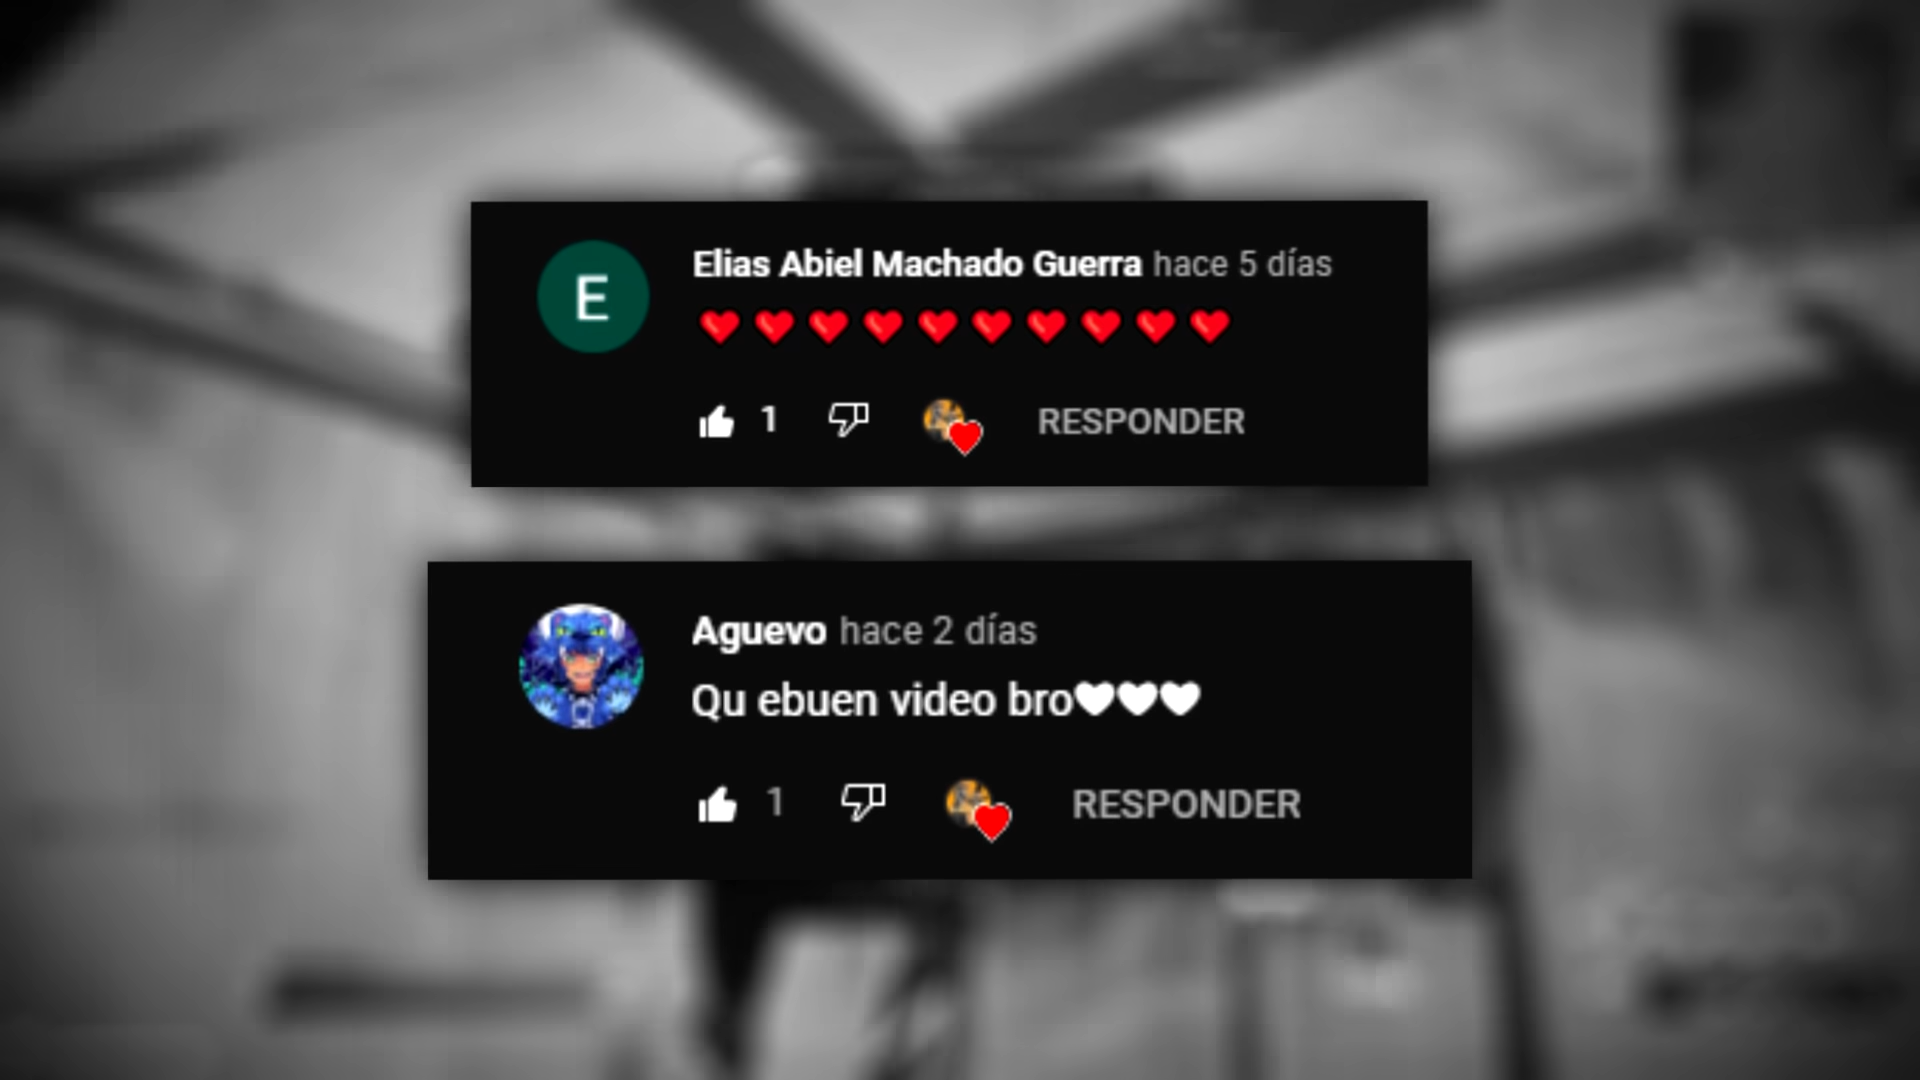 E
Elias Abiel Machado Guerra hace 5 días
❤️❤️❤️❤️❤️❤️❤️❤️❤️❤️
1 RESPONDER
Aguevo hace 2 días
Qu ebuen video bro🤍🤍🤍
1 RESPONDER